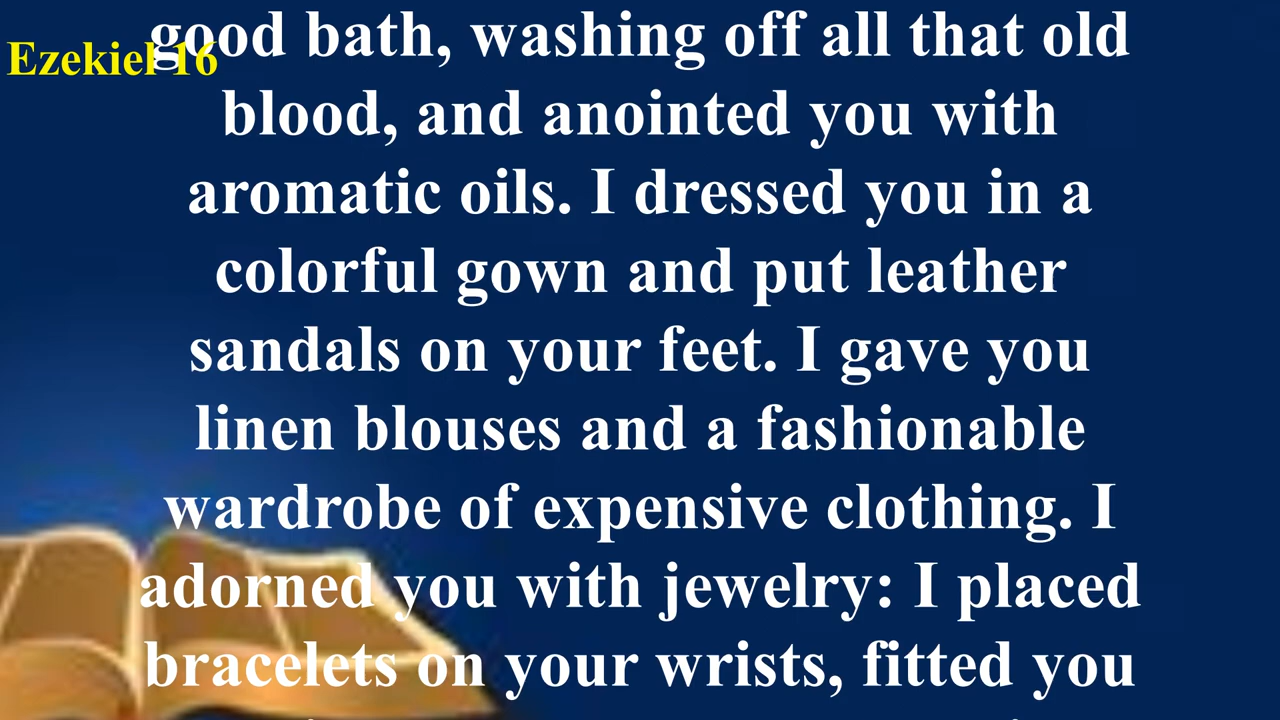 Ezekiel 16
good bath, washing off all that old
blood, and anointed you with
aromatic oils. I dressed you in a
colorful gown and put leather
sandals on your feet. I gave you
linen blouses and a fashionable
wardrobe of expensive clothing. I
adorned you with jewelry: I placed
bracelets on your wrists, fitted you